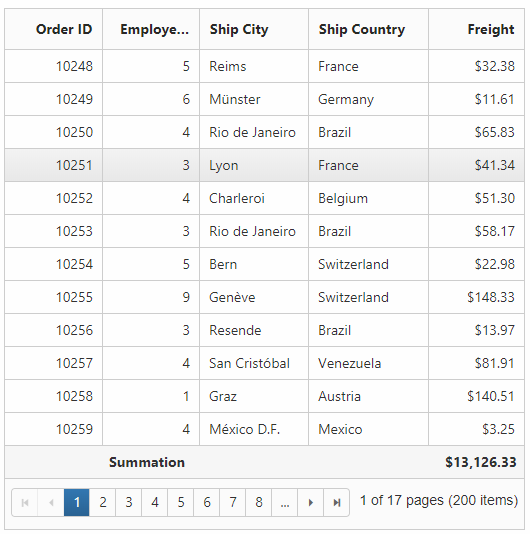 Order ID Employe... Ship City Ship Country Freight
10248 5 Reims France $32.38
10249 6 Münster Germany $11.61
10250 4 Rio de Janeiro Brazil $65.83
10251 3 Lyon France $41.34
10252 4 Charleroi Belgium $51.30
10253 3 Rio de Janeiro Brazil $58.17
10254 5 Bern Switzerland $22.98
10255 9 Genève Switzerland $148.33
10256 3 Resende Brazil $13.97
10257 4 San Cristóbal Venezuela $81.91
10258 1 Graz Austria $140.51
10259 4 México D.F. Mexico $3.25
Summation $13,126.33
1 2 3 4 5 6 7 8 ... 1 of 17 pages (200 items)